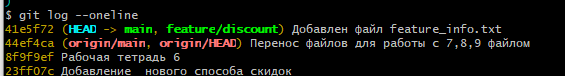 $ git log --oneline
41e5f72 (HEAD -> main, feature/discount) Добавлен файл feature_info.txt
44ef4ca (origin/main, origin/HEAD) Перенос файлов для работы с 7,8,9 файлом
8f9f9ef Рабочая тетрадь 6
23ff07c Добавление  нового способа скидок